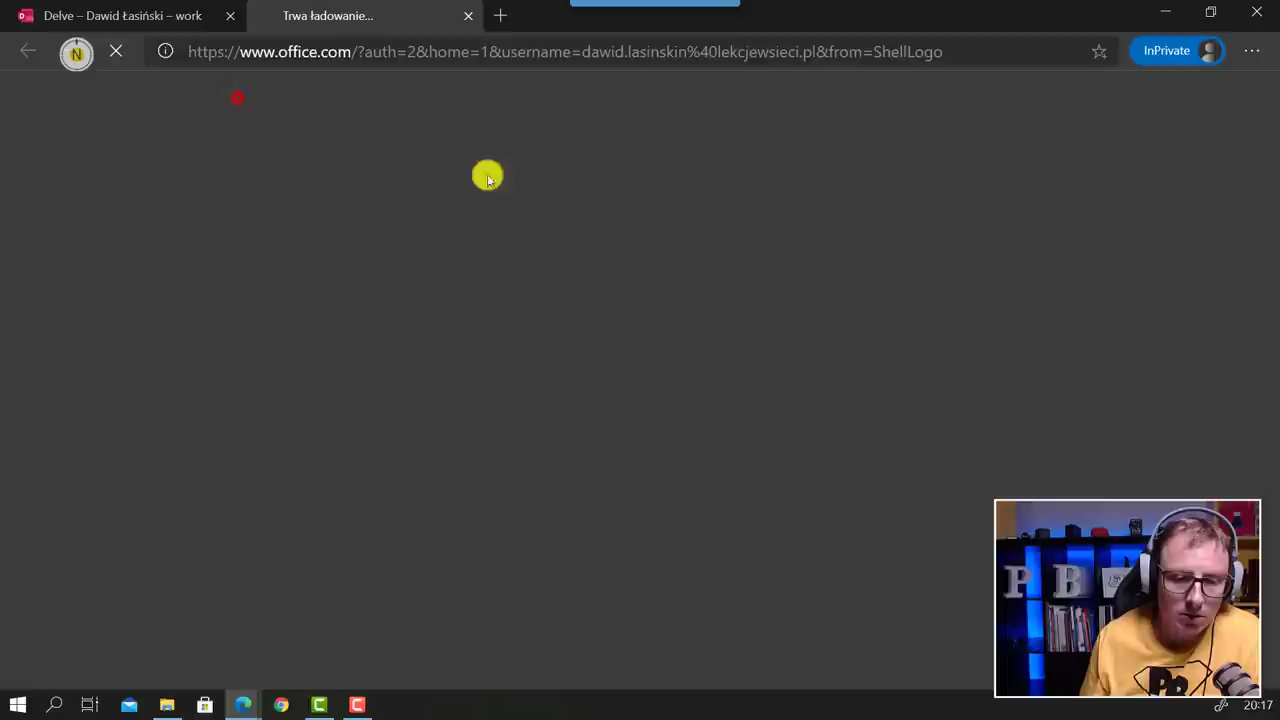 Delve – Dawid Łasiński – work
Trwa ładowanie...
N
https://www.office.com/?auth=2&home=1&username=dawid.lasinskin%40lekcjewsieci.pl&from=ShellLogo
InPrivate
P B
PB
20:17